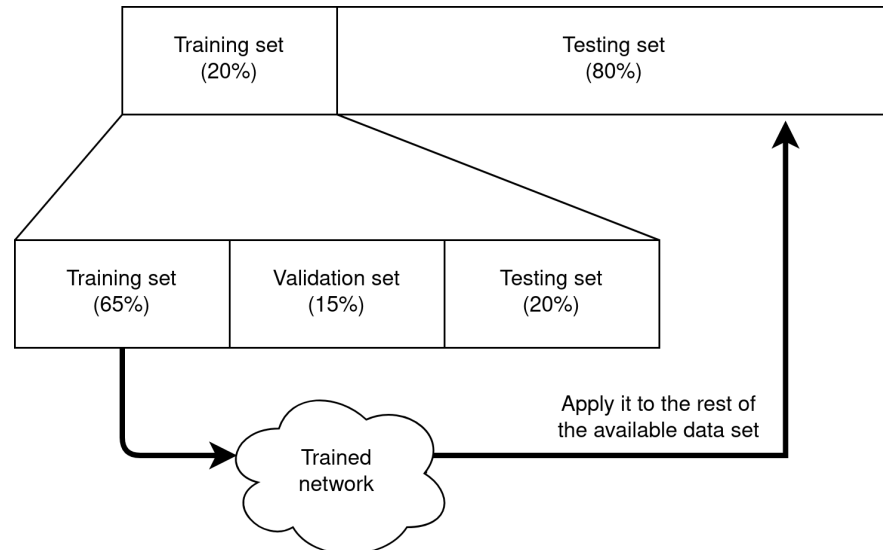 Training set
(20%)
Testing set
(80%)
Training set
(65%)
Validation set
(15%)
Testing set
(20%)
Apply it to the rest of
the available data set
Trained
network